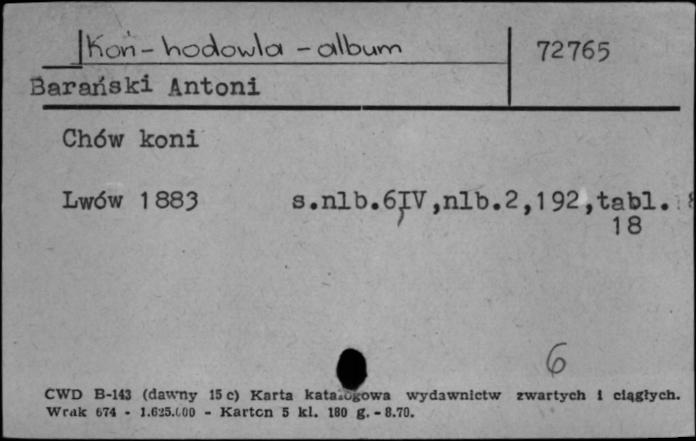 Koń - hodowla - album 72765
Barański Antoni
Chów koni
Lwów 1883 s.nlb.6,IV,nlb.2,192,tabl.
18
6
CWD B-143 (dawny 15 c) Karta katalogowa wydawnictw zwartych i ciągłych.
Wrak 674 - 1.625.000 - Karton 5 kl. 180 g. - 8.70.